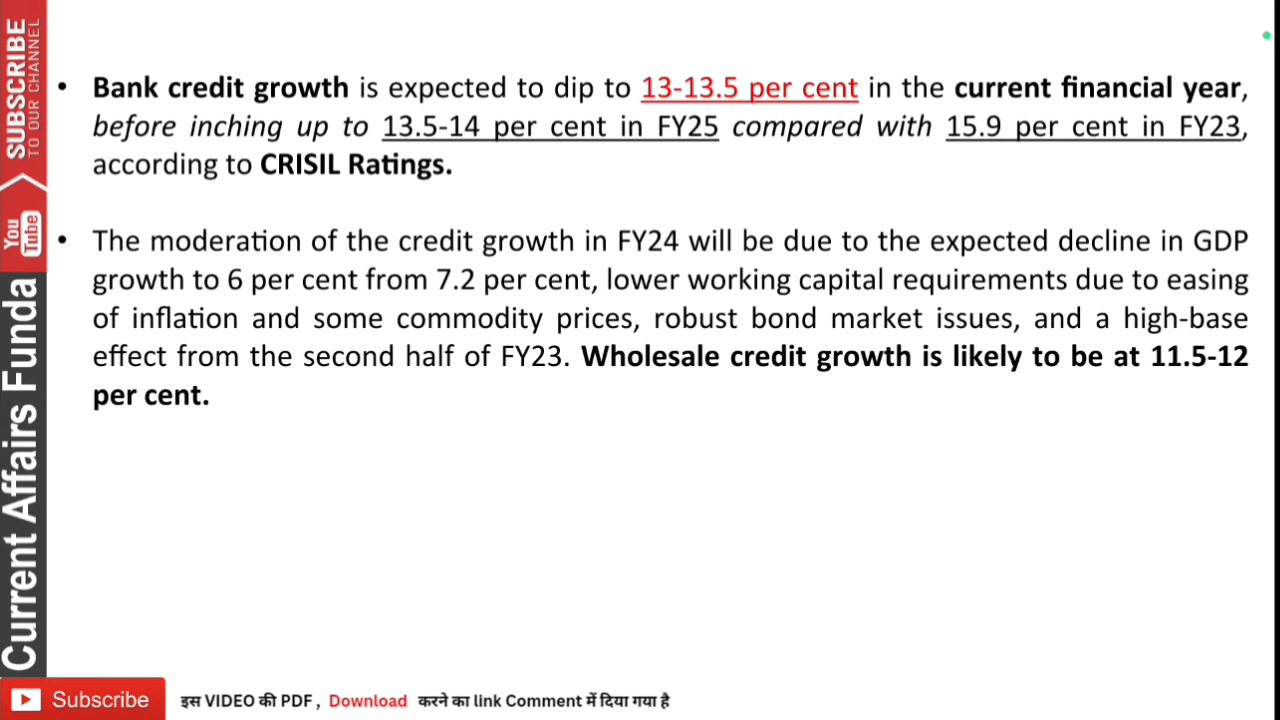 • Bank credit growth is expected to dip to 13-13.5 per cent in the current financial year,
before inching up to 13.5-14 per cent in FY25 compared with 15.9 per cent in FY23,
according to CRISIL Ratings.
• The moderation of the credit growth in FY24 will be due to the expected decline in GDP
growth to 6 per cent from 7.2 per cent, lower working capital requirements due to easing
of inflation and some commodity prices, robust bond market issues, and a high-base
effect from the second half of FY23. Wholesale credit growth is likely to be at 11.5-12
per cent.
SUBSCRIBE
TO OUR CHANNEL
You Tube
Current Affairs Funda
Subscribe
इस VIDEO की PDF , Download करने का link Comment में दिया गया है